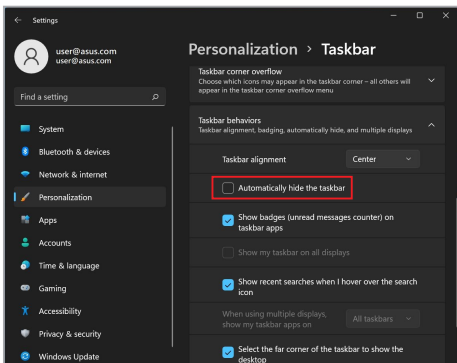 Settings
user@asus.com
user@asus.com
Find a setting
System
Bluetooth & devices
Network & internet
Personalization
Apps
Accounts
Time & language
Gaming
Accessibility
Privacy & security
Windows Update
Personalization > Taskbar
Taskbar corner overflow
Choose which icons may appear in the taskbar corner – all others will
appear in the taskbar corner overflow menu
Taskbar behaviors
Taskbar alignment, badging, automatically hide, and multiple displays
Taskbar alignment
Center
Automatically hide the taskbar
Show badges (unread messages counter) on
taskbar apps
Show my taskbar on all displays
Show recent searches when I hover over the search
icon
When using multiple displays,
show my taskbar apps on
All taskbars
Select the far corner of the taskbar to show the
desktop